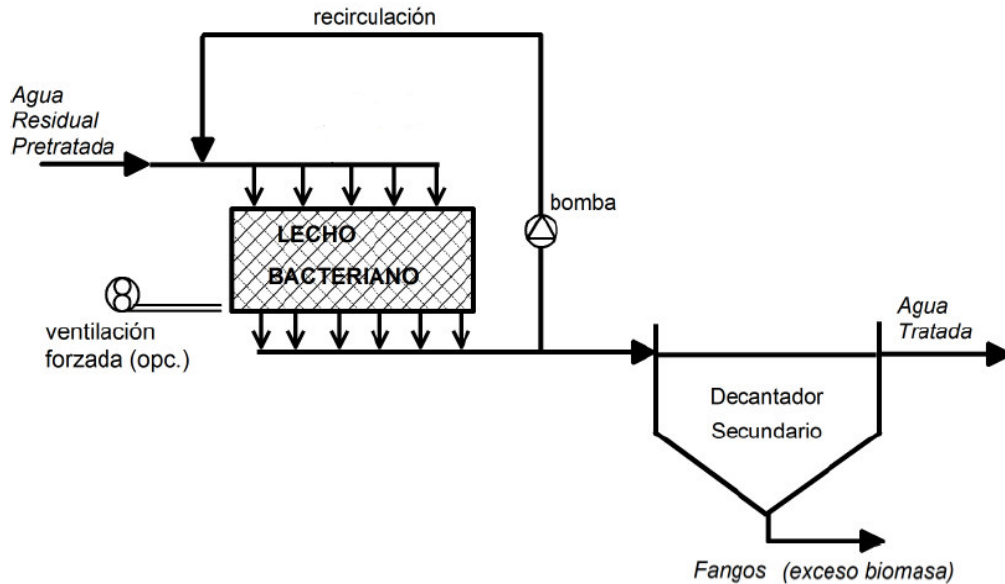 recirculación
Agua
Residual
Pretratada
bomba
LECHO
BACTERIANO
ventilación
forzada (opc.)
Agua
Tratada
Decantador
Secundario
Fangos (exceso biomasa)